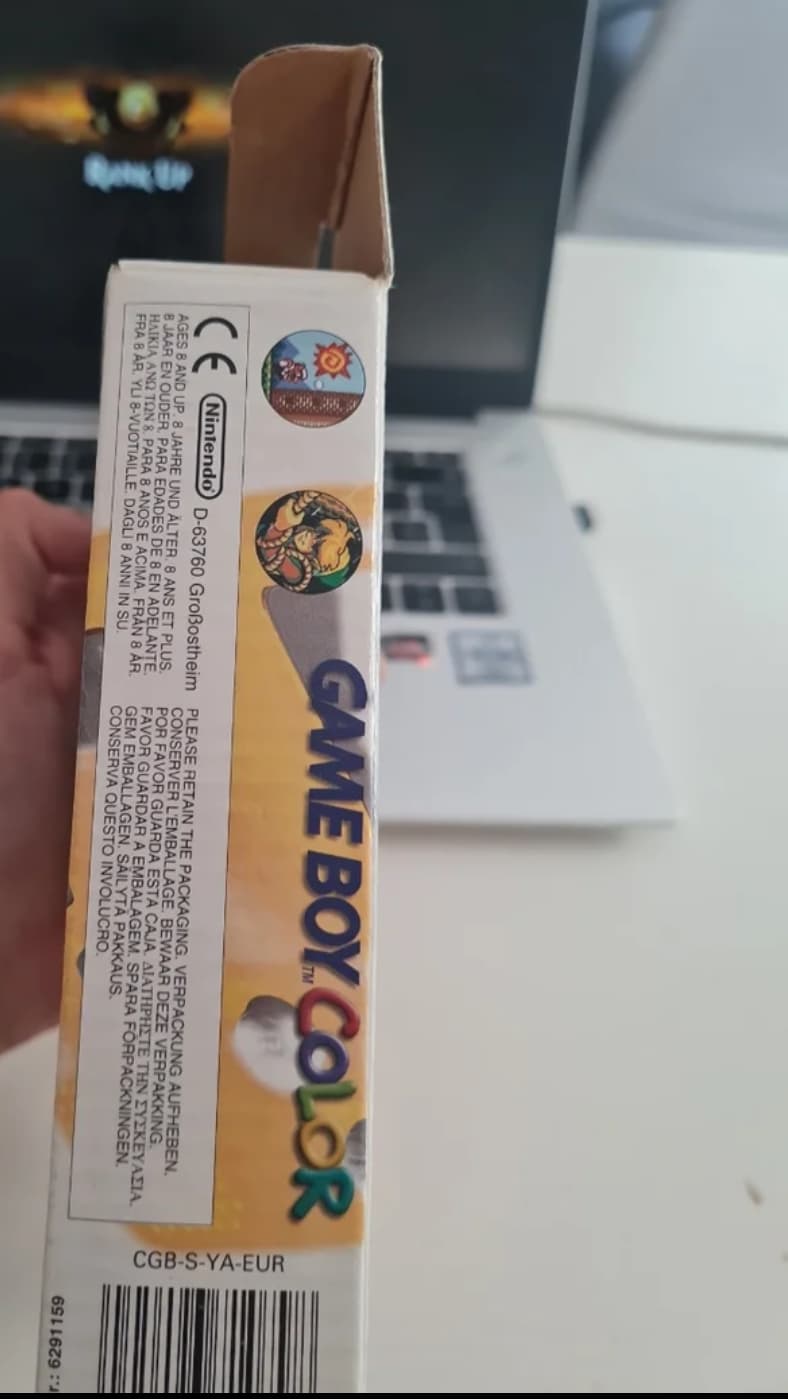 RANK UP
CE Nintendo D-63760 Großostheim
AGES 8 AND UP. 8 JAHRE UND ÄLTER. 8 ANS ET PLUS.
8 JAAR EN OUDER. PARA EDADES DE 8 EN ADELANTE.
ΗΛΙΚΙΑ ΑΝΩ ΤΩΝ 8. PARA 8 ANOS E ACIMA. FRÅN 8 ÅR.
FRA 8 ÅR. YLI 8-VUOTIAILLE. DAGLI 8 ANNI IN SU.
PLEASE RETAIN THE PACKAGING. VERPACKUNG AUFHEBEN.
CONSERVER L'EMBALLAGE. BEWAAR DEZE VERPAKKING.
POR FAVOR GUARDA ESTA CAJA. ΔΙΑΤΗΡΗΣΤΕ ΤΗΝ ΣΥΣΚΕΥΑΣΙΑ.
FAVOR GUARDAR A EMBALAGEM. SPARA FÖRPACKNINGEN.
GEM EMBALLAGEN. SÄILYTÄ PAKKAUS.
CONSERVA QUESTO INVOLUCRO.
GAME BOY™ COLOR
CGB-S-YA-EUR
r.: 6291159